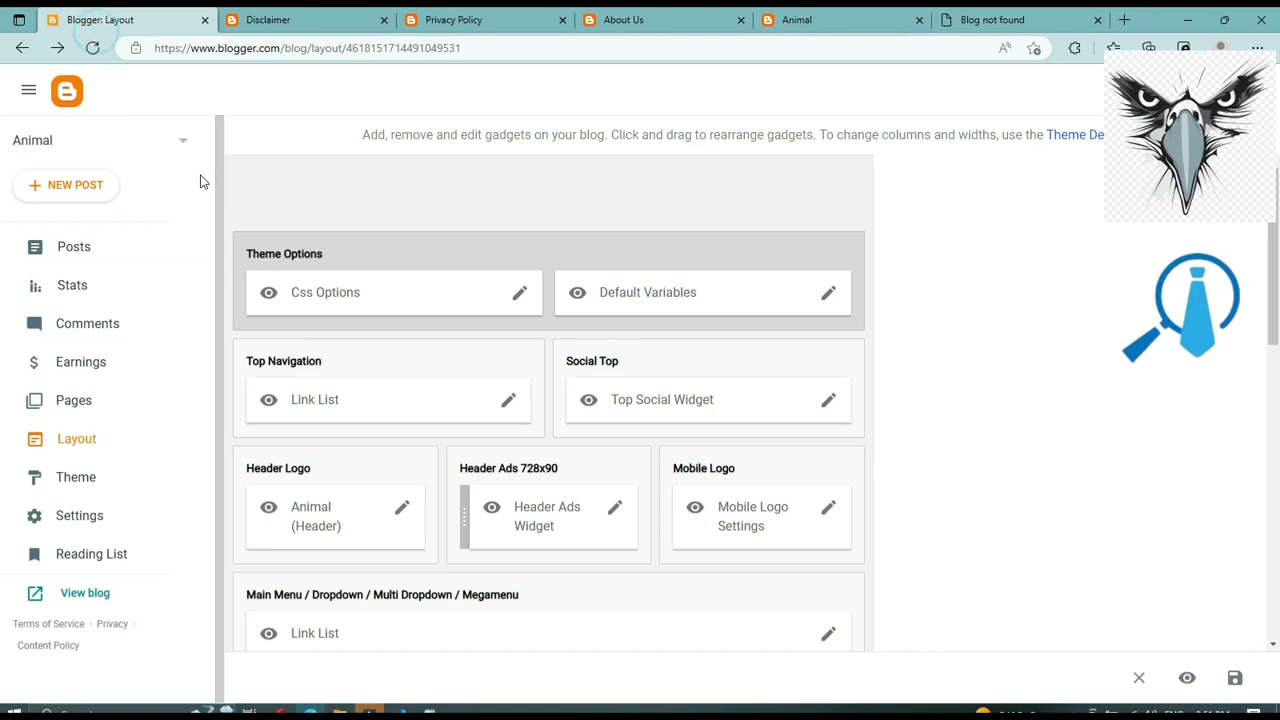 Blogger: Layout
Disclaimer
Privacy Policy
About Us
Animal
Blog not found
https://www.blogger.com/blog/layout/4618151714491049531
Animal
NEW POST
Posts
Stats
Comments
Earnings
Pages
Layout
Theme
Settings
Reading List
View blog
Terms of Service · Privacy ·
Content Policy
Add, remove and edit gadgets on your blog. Click and drag to rearrange gadgets. To change columns and widths, use the Theme De
Theme Options
Css Options
Default Variables
Top Navigation
Link List
Social Top
Top Social Widget
Header Logo
Animal
(Header)
Header Ads 728x90
Header Ads
Widget
Mobile Logo
Mobile Logo
Settings
Main Menu / Dropdown / Multi Dropdown / Megamenu
Link List